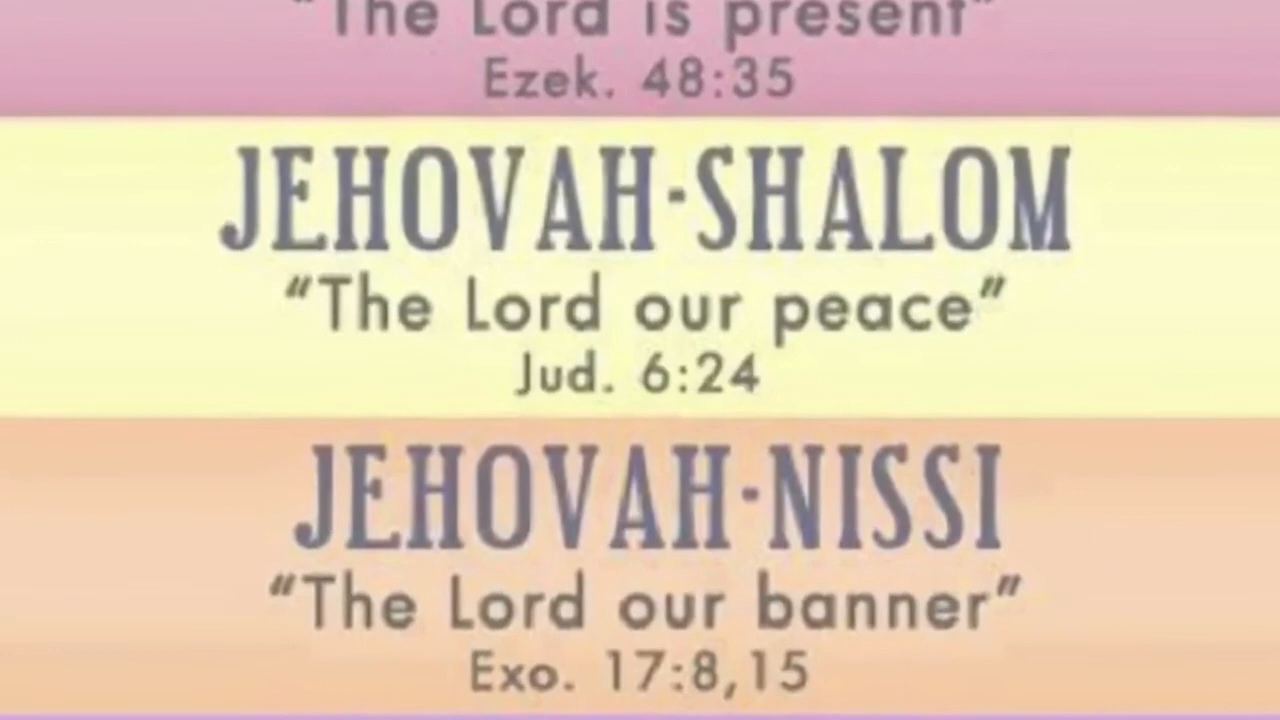 "The Lord is present"
Ezek. 48:35
JEHOVAH-SHALOM
"The Lord our peace"
Jud. 6:24
JEHOVAH-NISSI
"The Lord our banner"
Exo. 17:8,15